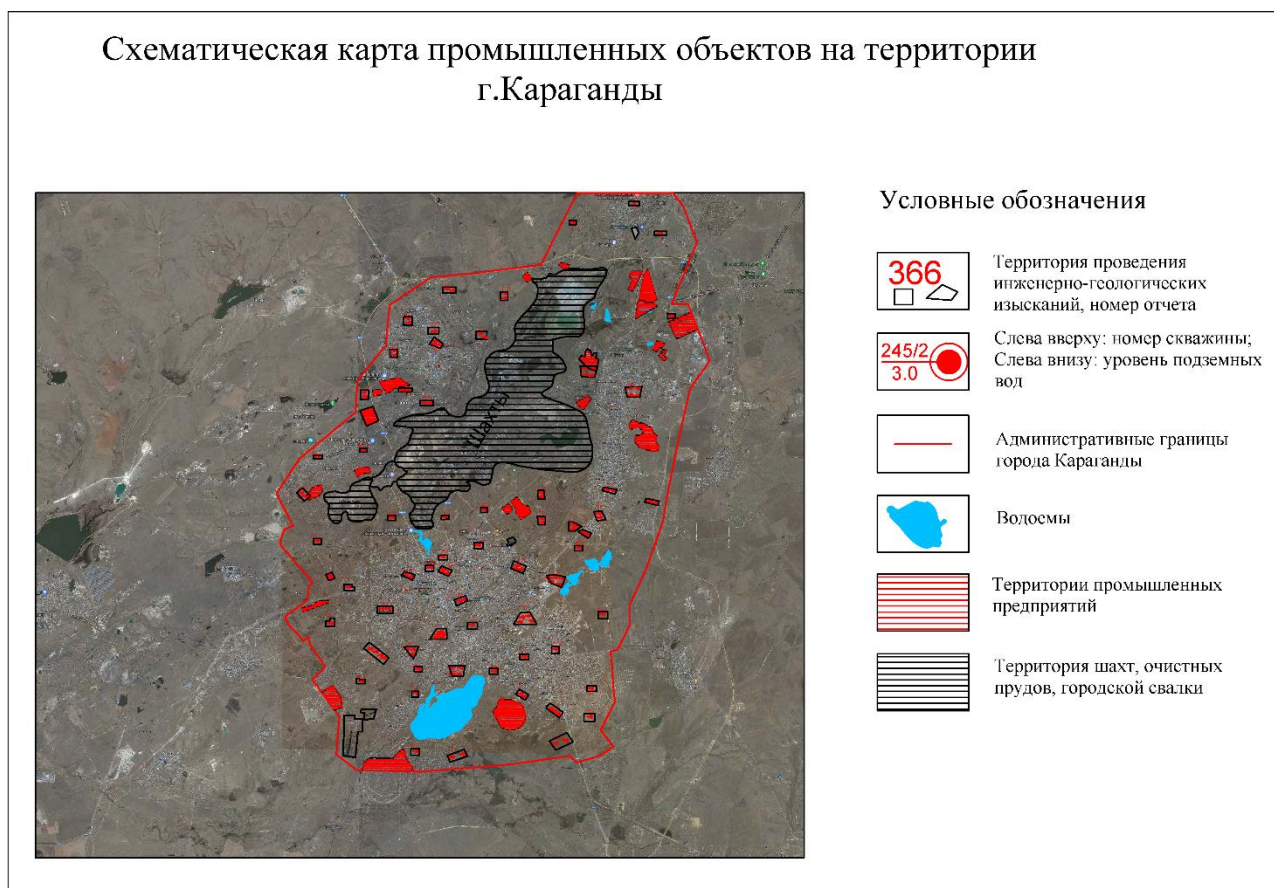 Схематическая карта промышленных объектов на территории
г.Караганды
Условные обозначения
366
Территория проведения
инженерно-геологических
изысканий, номер отчета
245/2
3.0
Слева вверху: номер скважины;
Слева внизу: уровень подземных
вод
Административные границы
города Караганды
Водоемы
Территории промышленных
предприятий
Территория шахт, очистных
прудов, городской свалки
Шахты